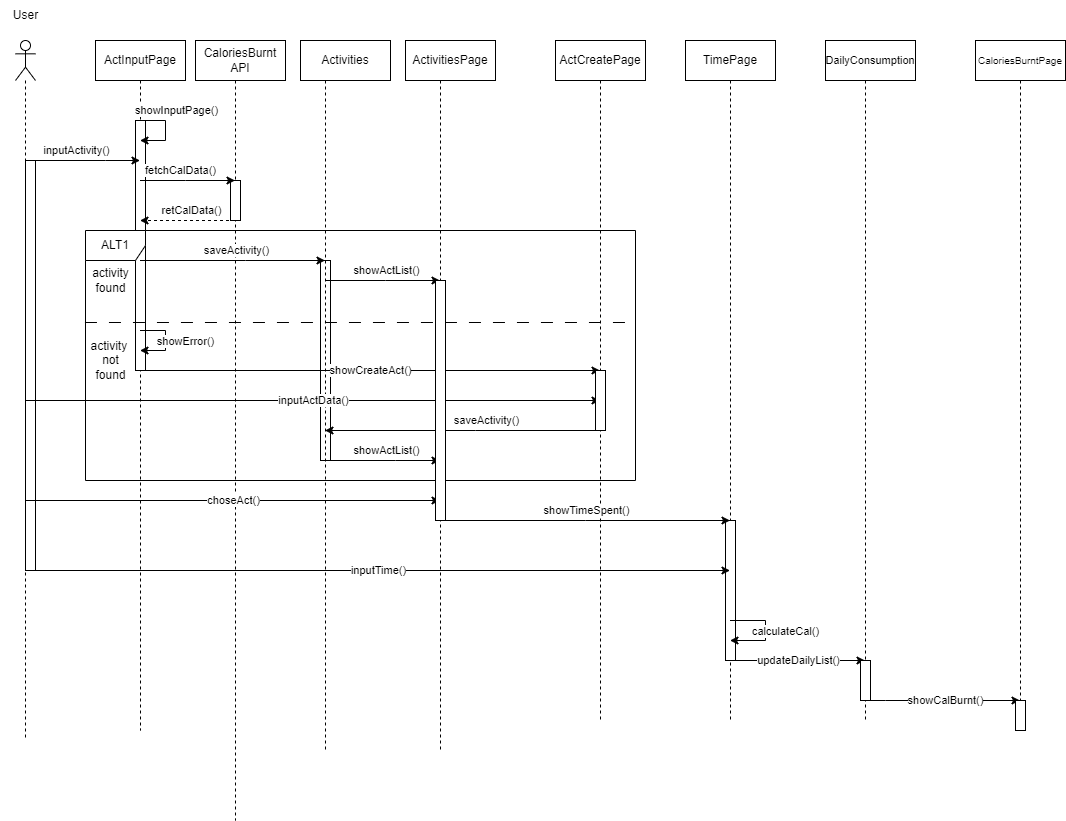 User
ActInputPage
CaloriesBurnt
API
Activities
ActivitiesPage
ActCreatePage
TimePage
DailyConsumption
CaloriesBurntPage
showInputPage()
inputActivity()
fetchCalData()
retCalData()
ALT1
saveActivity()
activity
found
showActList()
activity
not
found
showError()
showCreateAct()
inputActData()
saveActivity()
showActList()
choseAct()
showTimeSpent()
inputTime()
calculateCal()
updateDailyList()
showCalBurnt()